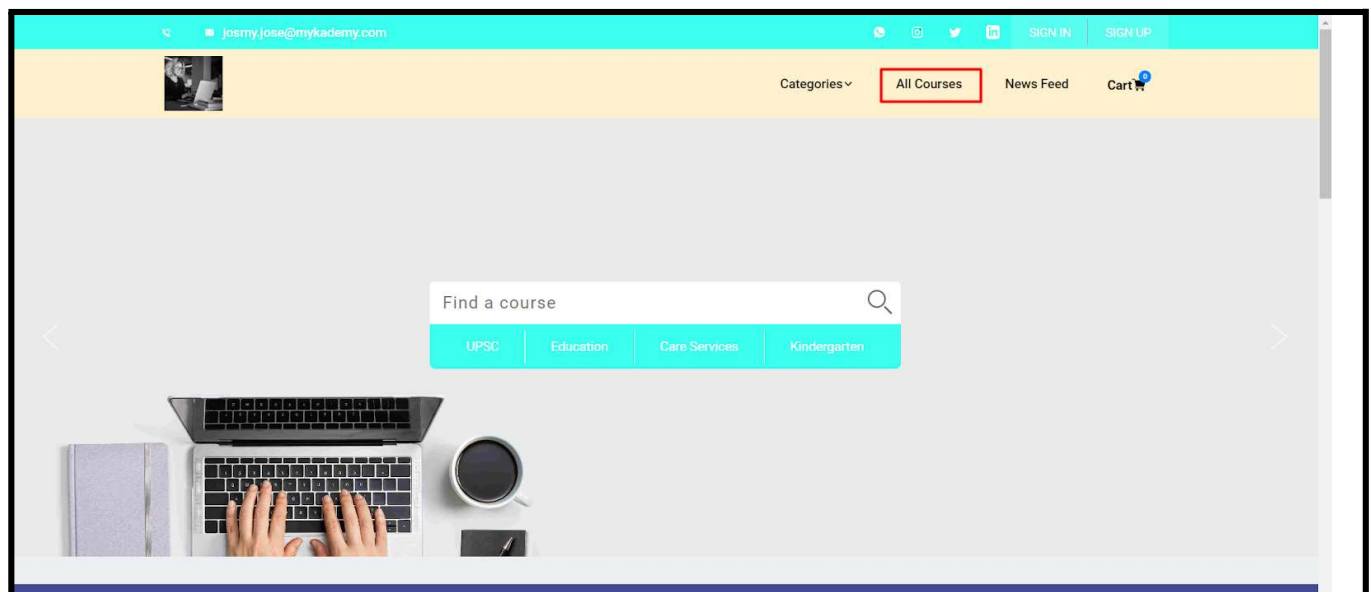 josmy.jose@mykademy.com SIGN IN SIGN UP
Categories All Courses News Feed Cart 0
Find a course
UPSC Education Care Services Kindergarten